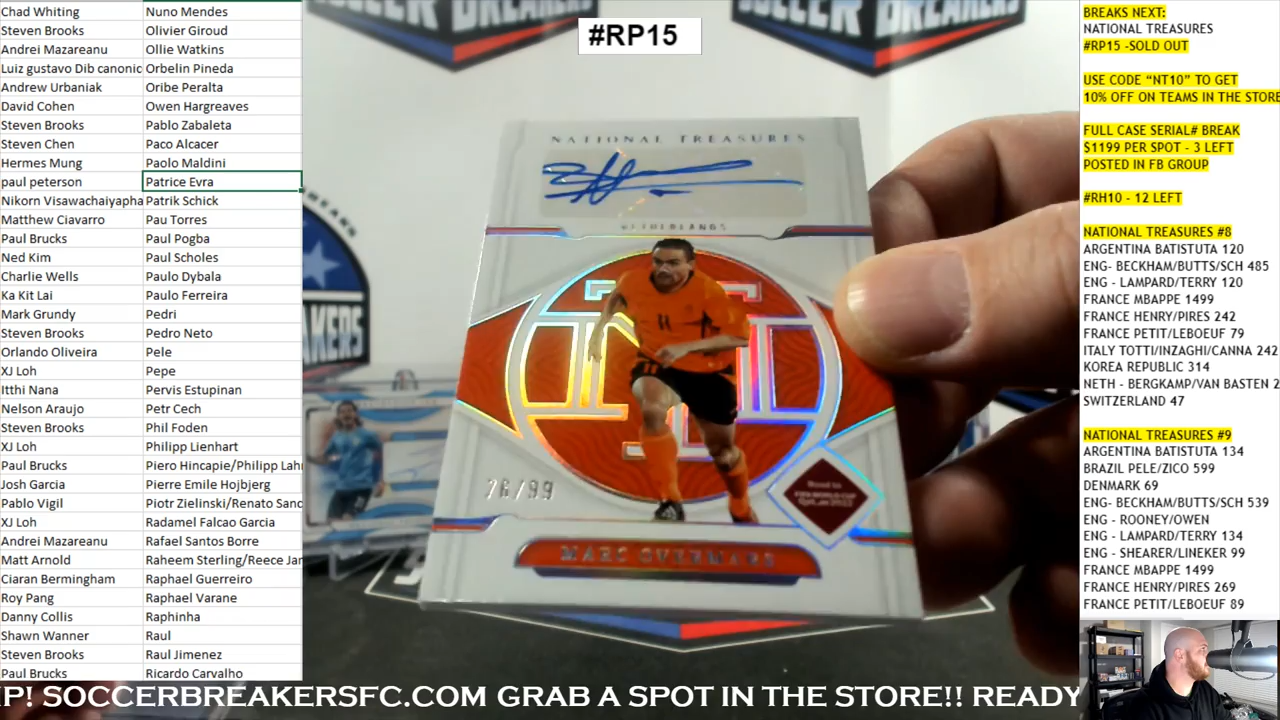 Chad Whiting Nuno Mendes
Steven Brooks Olivier Giroud
Andrei Mazareanu Ollie Watkins
Luiz gustavo Dib canonic Orbelin Pineda
Andrew Urbaniak Oribe Peralta
David Cohen Owen Hargreaves
Steven Brooks Pablo Zabaleta
Steven Chen Paco Alcacer
Hermes Mung Paolo Maldini
paul peterson Patrice Evra
Nikorn Visawachaiyapha Patrik Schick
Matthew Ciavarro Pau Torres
Paul Brucks Paul Pogba
Ned Kim Paul Scholes
Charlie Wells Paulo Dybala
Ka Kit Lai Paulo Ferreira
Mark Grundy Pedri
Steven Brooks Pedro Neto
Orlando Oliveira Pele
XJ Loh Pepe
Itthi Nana Pervis Estupinan
Nelson Araujo Petr Cech
Steven Brooks Phil Foden
XJ Loh Philipp Lienhart
Paul Brucks Piero Hincapie/Philipp Lahm
Josh Garcia Pierre Emile Hojbjerg
Pablo Vigil Piotr Zielinski/Renato Sanc
XJ Loh Radamel Falcao Garcia
Andrei Mazareanu Rafael Santos Borre
Matt Arnold Raheem Sterling/Reece Jan
Ciaran Bermingham Raphael Guerreiro
Roy Pang Raphael Varane
Danny Collis Raphinha
Shawn Wanner Raul
Steven Brooks Raul Jimenez
Paul Brucks Ricardo Carvalho
#RP15
SOCCER BREAKERS
NATIONAL TREASURES
NETHERLANDS
26/99
FIFA WORLD CUP
Qatar 2022
MARC OVERMARS
BREAKS NEXT:
NATIONAL TREASURES
#RP15 -SOLD OUT
USE CODE “NT10” TO GET
10% OFF ON TEAMS IN THE STORE
FULL CASE SERIAL# BREAK
$1199 PER SPOT - 3 LEFT
POSTED IN FB GROUP
#RH10 - 12 LEFT
NATIONAL TREASURES #8
ARGENTINA BATISTUTA 120
ENG- BECKHAM/BUTTS/SCH 485
ENG - LAMPARD/TERRY 120
FRANCE MBAPPE 1499
FRANCE HENRY/PIRES 242
FRANCE PETIT/LEBOEUF 79
ITALY TOTTI/INZAGHI/CANNA 242
KOREA REPUBLIC 314
NETH - BERGKAMP/VAN BASTEN 2
SWITZERLAND 47
NATIONAL TREASURES #9
ARGENTINA BATISTUTA 134
BRAZIL PELE/ZICO 599
DENMARK 69
ENG- BECKHAM/BUTTS/SCH 539
ENG - ROONEY/OWEN
ENG - LAMPARD/TERRY 134
ENG - SHEARER/LINEKER 99
FRANCE MBAPPE 1499
FRANCE HENRY/PIRES 269
FRANCE PETIT/LEBOEUF 89
P! SOCCERBREAKERSFC.COM GRAB A SPOT IN THE STORE!! READY